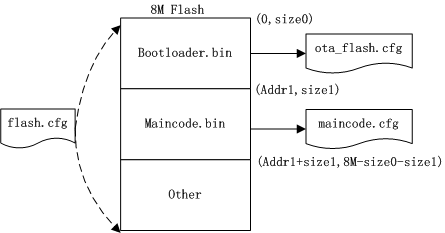 8M Flash
(0,size0)
Bootloader.bin
ota_flash.cfg
(Addr1,size1)
flash.cfg
Maincode.bin
maincode.cfg
(Addr1+size1,8M-size0-size1)
Other